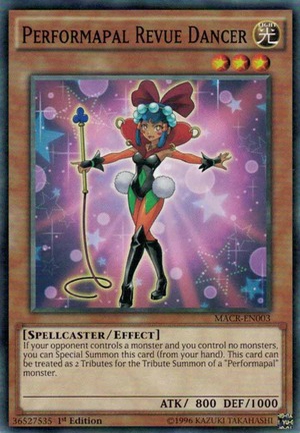 PERFORMAPAL REVUE DANCER
LIGHT
光
MACR-EN003
[SPELLCASTER/EFFECT]
If your opponent controls a monster and you control no monsters,
you can Special Summon this card (from your hand). This card can
be treated as 2 Tributes for the Tribute Summon of a "Performapal"
monster.
ATK/ 800 DEF/1000
36527535 1st Edition ©1996 KAZUKI TAKAHASHI